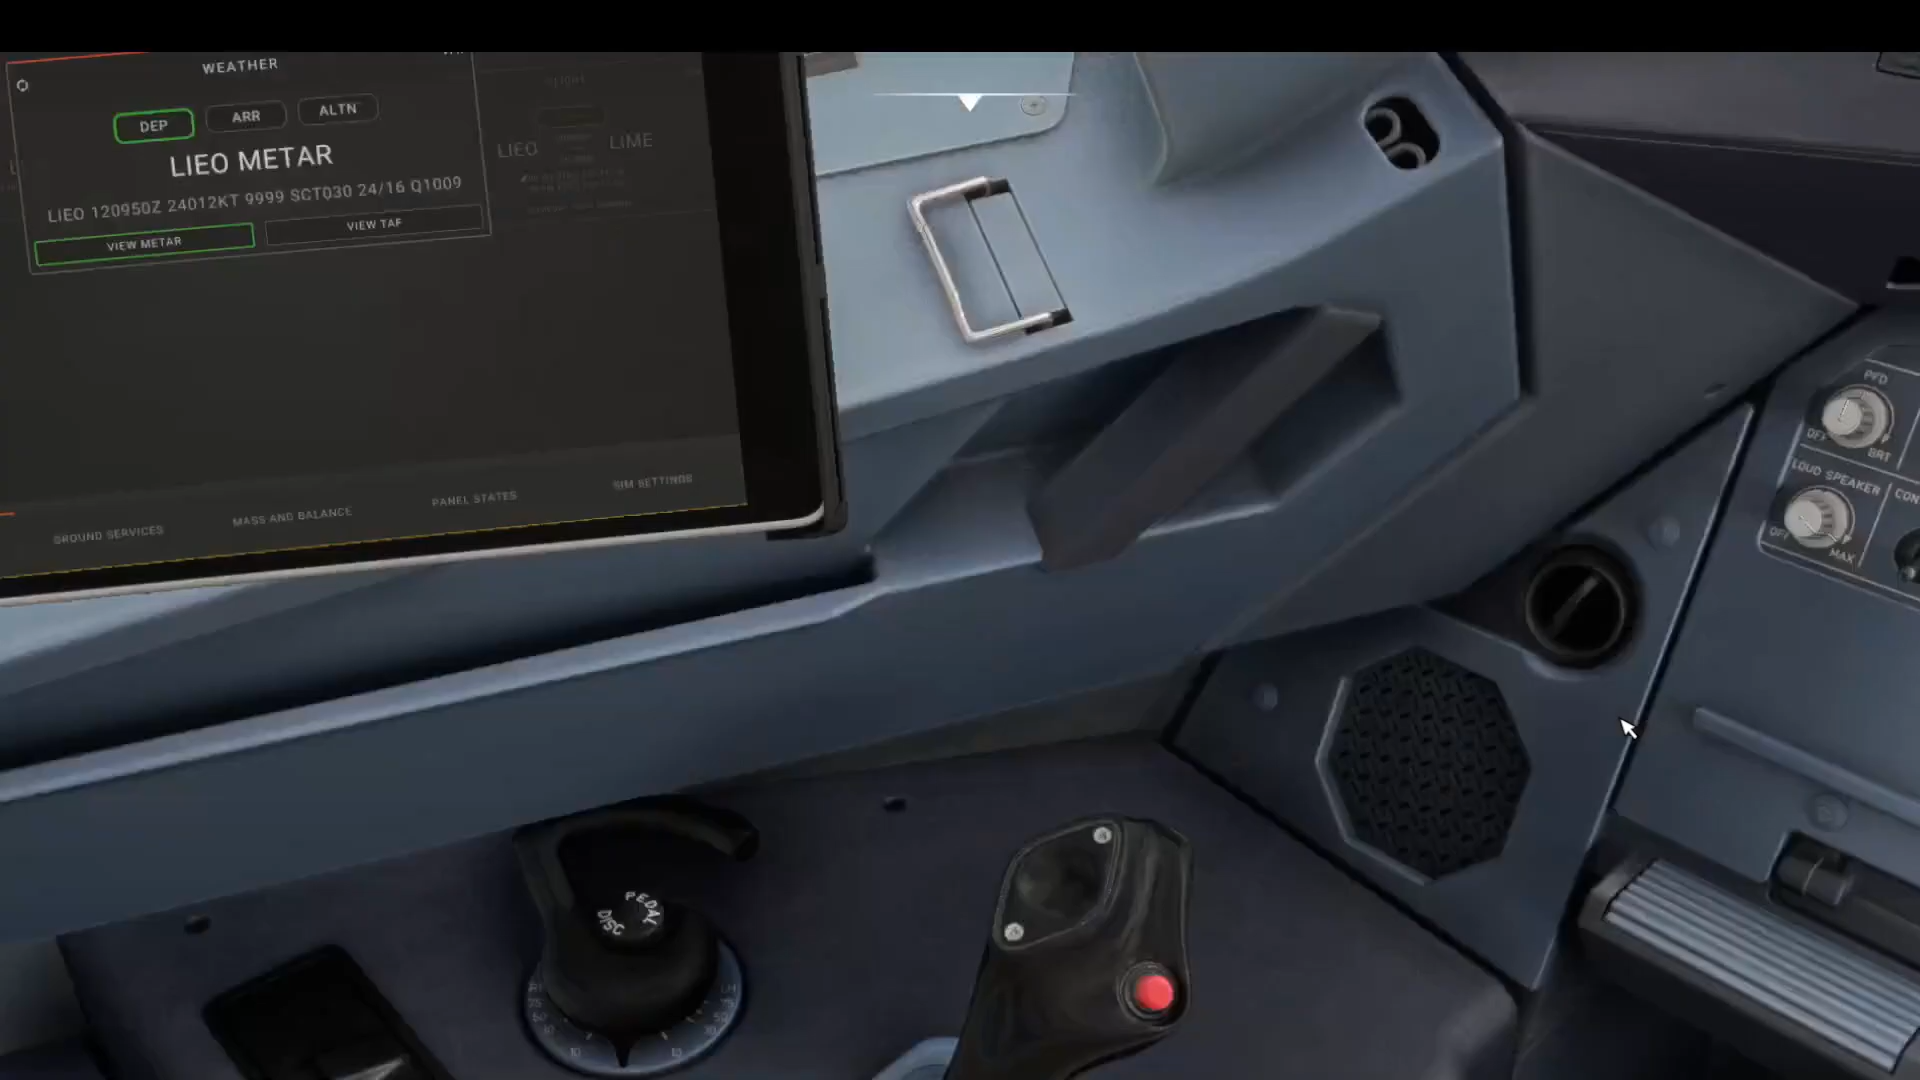 WEATHER
DEP ARR ALTN
LIEO METAR
LIEO 120950Z 24012KT 9999 SCT030 24/16 Q1009
VIEW METAR VIEW TAF
LIEO LIME
GROUND SERVICES MASS AND BALANCE PANEL STATES SIM SETTINGS
PFD
OFF BRT
LOUD SPEAKER
OFF MAX
CON
PEDAL
DISC